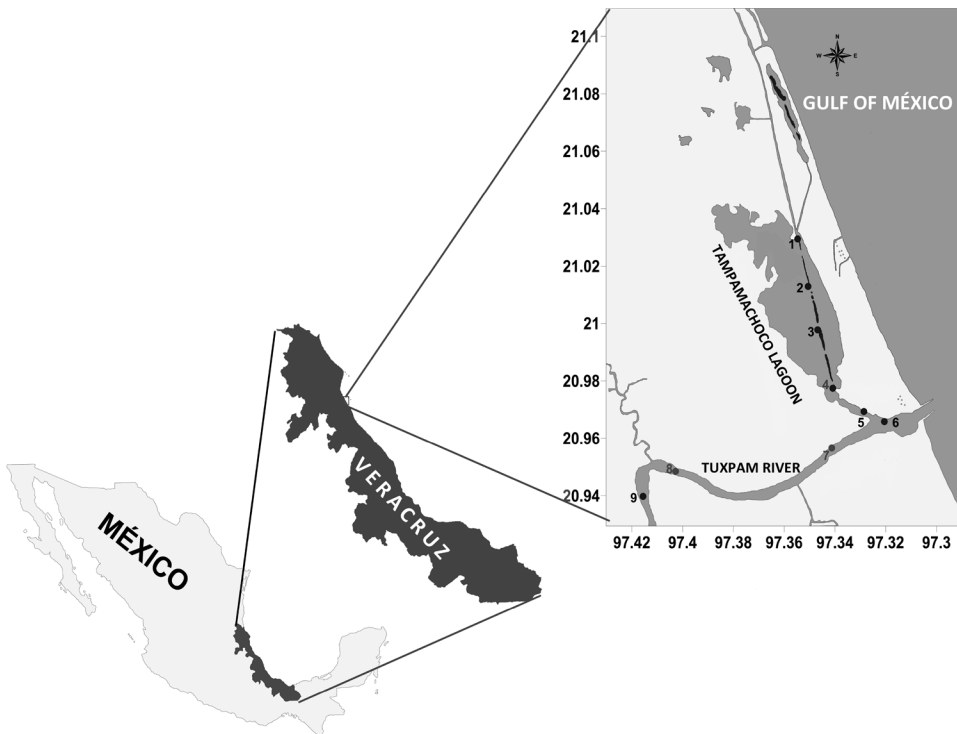 21.1
21.08
21.06
21.04
21.02
21
20.98
20.96
20.94
97.42 97.4 97.38 97.36 97.34 97.32 97.3
N
W E
S
GULF OF MÉXICO
TAMPAMACHOCO LAGOON
TUXPAM RIVER
1
2
3
4
5 6
7
8
9
VERACRUZ
MÉXICO